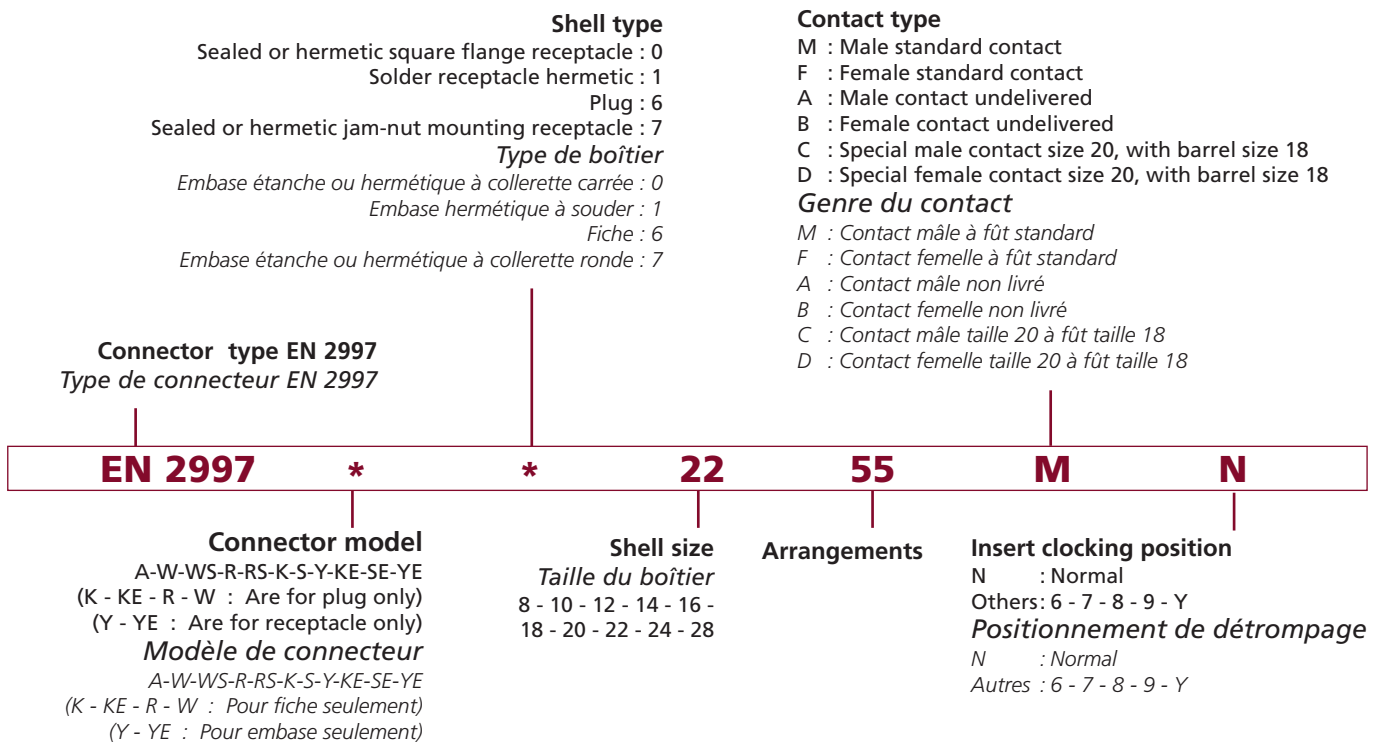 Shell type
Sealed or hermetic square flange receptacle : 0
Solder receptacle hermetic : 1
Plug : 6
Sealed or hermetic jam-nut mounting receptacle : 7
Type de boîtier
Embase étanche ou hermétique à collerette carrée : 0
Embase hermétique à souder : 1
Fiche : 6
Embase étanche ou hermétique à collerette ronde : 7
Contact type
M : Male standard contact
F : Female standard contact
A : Male contact undelivered
B : Female contact undelivered
C : Special male contact size 20, with barrel size 18
D : Special female contact size 20, with barrel size 18
Genre du contact
M : Contact mâle à fût standard
F : Contact femelle à fût standard
A : Contact mâle non livré
B : Contact femelle non livré
C : Contact mâle taille 20 à fût taille 18
D : Contact femelle taille 20 à fût taille 18
Connector type EN 2997
Type de connecteur EN 2997
EN 2997 * * 22 55 M N
Connector model
A-W-WS-R-RS-K-S-Y-KE-SE-YE
(K - KE - R - W : Are for plug only)
(Y - YE : Are for receptacle only)
Modèle de connecteur
A-W-WS-R-RS-K-S-Y-KE-SE-YE
(K - KE - R - W : Pour fiche seulement)
(Y - YE : Pour embase seulement)
Shell size
Taille du boîtier
8 - 10 - 12 - 14 - 16 -
18 - 20 - 22 - 24 - 28
Arrangements
Insert clocking position
N : Normal
Others: 6 - 7 - 8 - 9 - Y
Positionnement de détrompage
N : Normal
Autres : 6 - 7 - 8 - 9 - Y